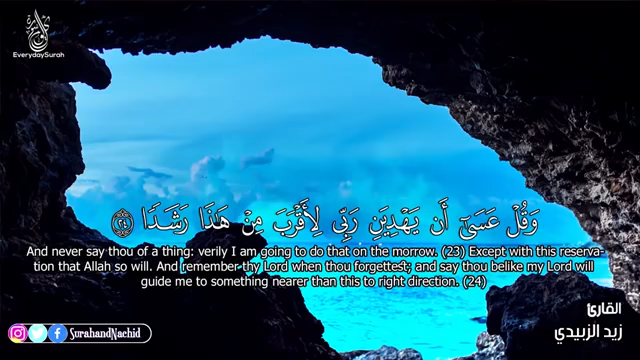 EverydaySurah
وَقُلْ عَسَىٰٓ أَن يَهْدِيَنِ رَبِّى لِأَقْرَبَ مِنْ هَٰذَا رَشَدًا ٢٤
And never say thou of a thing: verily I am going to do that on the morrow. (23) Except with this reserva-
tion that Allah so will. And remember thy Lord when thou forgettest; and say thou belike my Lord will
guide me to something nearer than this to right direction. (24)
القارئ
زيد الزبيدي
SurahandNachid